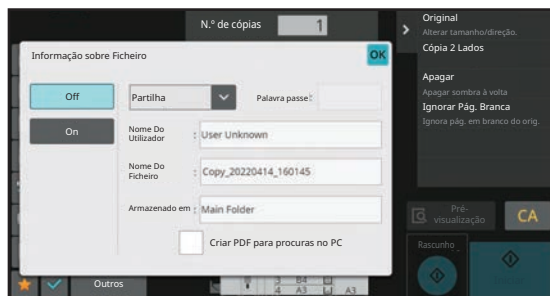 N.º de cópias 1
Informação sobre Ficheiro
OK
Off
On
Partilha
Palavra passe :
Nome Do
Utilizador
: User Unknown
Nome Do
Ficheiro
: Copy_20220414_160145
Armazenado em : Main Folder
Criar PDF para procuras no PC
Outros
3 B4
4 A3
A3
Original
Alterar tamanho/direção.
Cópia 2 Lados
Apagar
Apagar sombra à volta
Ignorar Pág. Branca
Ignora pág. em branco do orig.
Pré-
visualização
CA
Rascunho